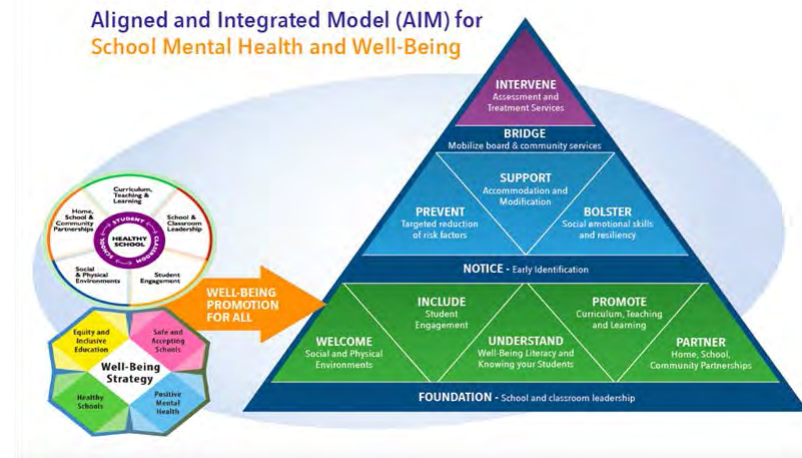 Aligned and Integrated Model (AIM) for
School Mental Health and Well-Being
Curriculum,
Teaching &
Learning
Home,
School &
Community
Partnerships
School &
Classroom
Leadership
STUDENT
CLASSROOM
SCHOOL
HEALTHY
SCHOOL
Social
& Physical
Environments
Student
Engagement
Equity and
Inclusive
Education
Safe and
Accepting
Schools
Well-Being
Strategy
Healthy
Schools
Positive
Mental
Health
WELL-BEING
PROMOTION
FOR ALL
INTERVENE
Assessment and
Treatment Services
BRIDGE
Mobilize board & community services
SUPPORT
Accommodation and
Modification
PREVENT
Targeted reduction
of risk factors
BOLSTER
Social emotional skills
and resiliency
NOTICE - Early Identification
INCLUDE
Student
Engagement
PROMOTE
Curriculum, Teaching
and Learning
WELCOME
Social and Physical
Environments
UNDERSTAND
Well-Being Literacy and
Knowing your Students
PARTNER
Home, School,
Community Partnerships
FOUNDATION - School and classroom leadership